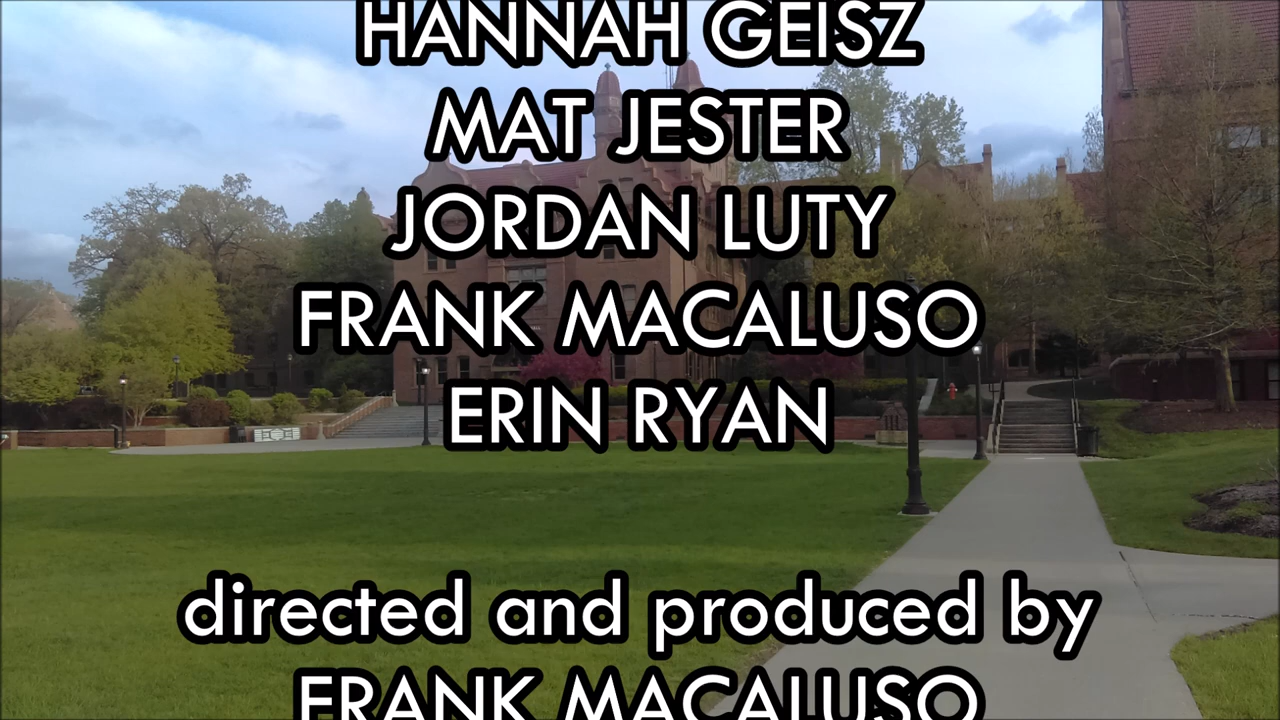 HANNAH GEISZ
MAT JESTER
JORDAN LUTY
FRANK MACALUSO
ERIN RYAN
directed and produced by
FRANK MACALUSO